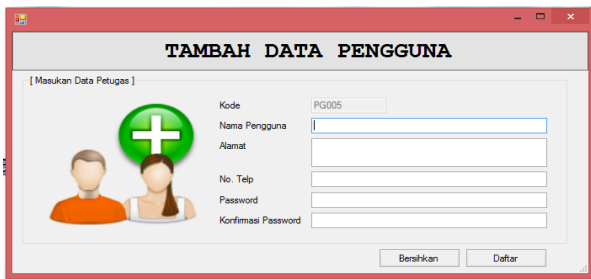 TAMBAH DATA PENGGUNA
[ Masukan Data Petugas ]
Kode PG005
Nama Pengguna
Alamat
No. Telp
Password
Konfirmasi Password
Bersihkan Daftar